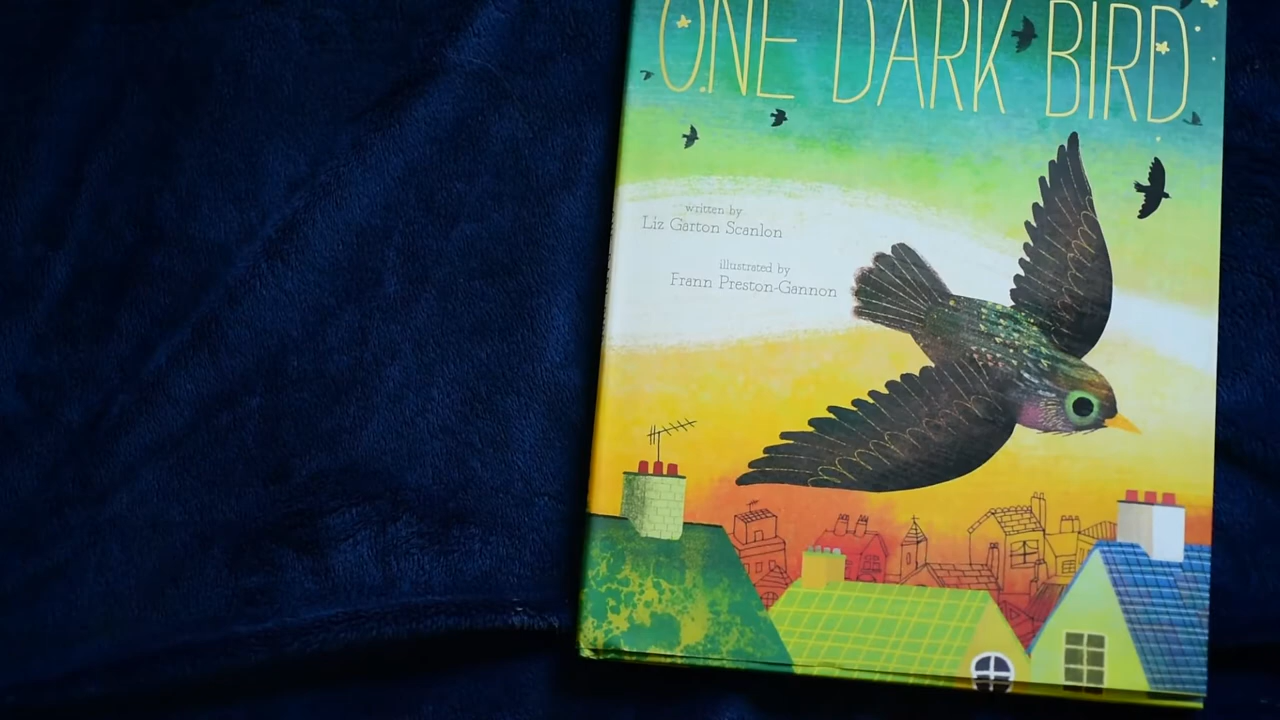 ONE DARK BIRD
written by
Liz Garton Scanlon
illustrated by
Frann Preston-Gannon